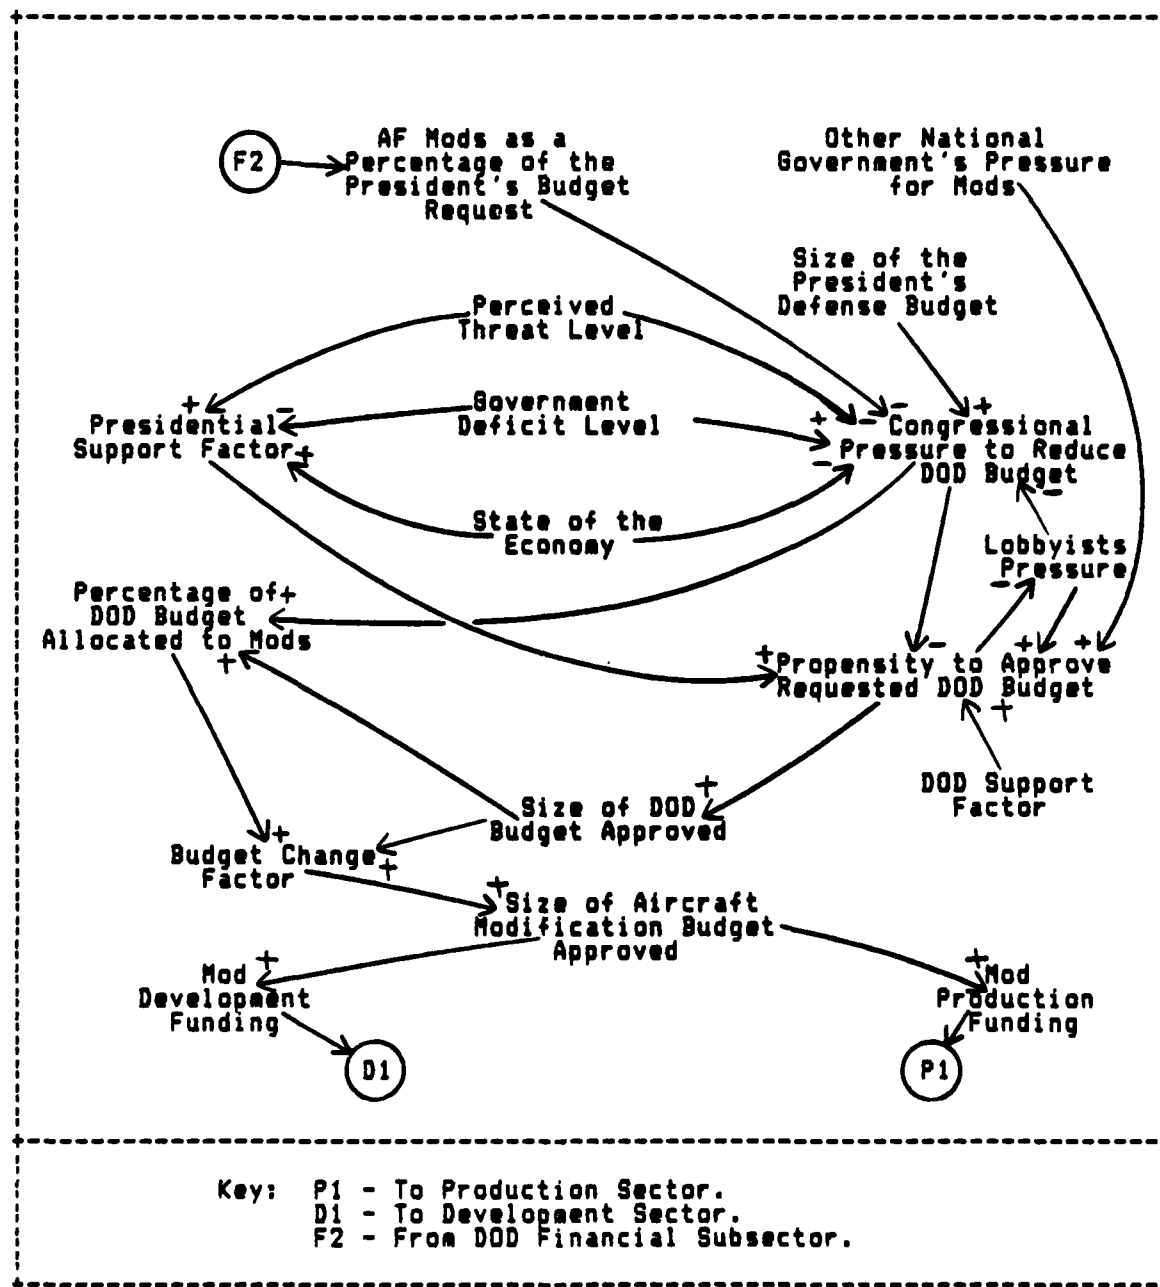 F2
AF Mods as a
Percentage of the
President's Budget
Request
Other National
Government's Pressure
for Mods
Size of the
President's
Defense Budget
Perceived
Threat Level
+
-
Presidential
Support Factor
+
Government
Deficit Level
-
-
+
+
-
Congressional
Pressure to Reduce
DOD Budget
-
State of the
Economy
Lobbyists
Pressure
-
Percentage of
DOD Budget
Allocated to Mods
+
+
+
-
+
+
Propensity to Approve
Requested DOD Budget
+
DOD Support
Factor
+
Size of DOD
Budget Approved
+
Budget Change
Factor
+
+
Size of Aircraft
Modification Budget
Approved
+
Mod
Development
Funding
+
Mod
Production
Funding
D1
P1
Key: P1 - To Production Sector.
D1 - To Development Sector.
F2 - From DOD Financial Subsector.